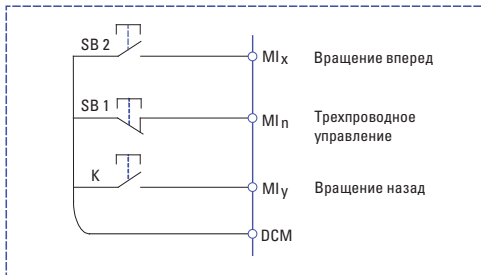 SB 2
MIx
Вращение вперед
SB 1
MIn
Трехпроводное
управление
K
MIy
Вращение назад
DCM